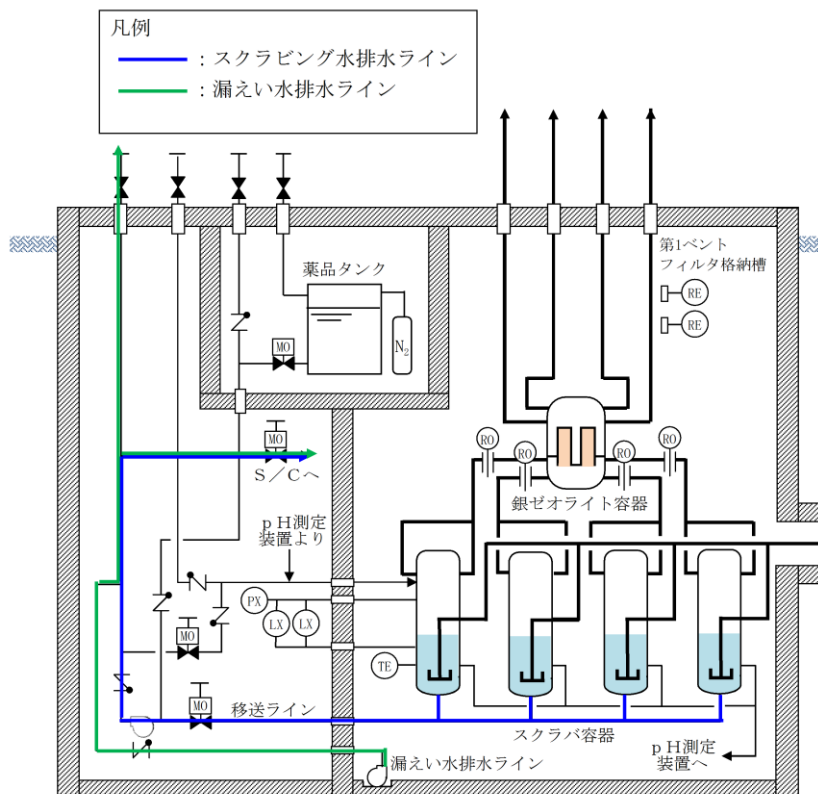 凡例
：スクラビング水排水ライン
：漏えい水排水ライン
第1ベント
フィルタ格納槽
薬品タンク
RE
RE
MO
N₂
MO
S／Cへ
RO
RO
RO
RO
銀ゼオライト容器
ｐH測定
装置より
PX
LX
LX
MO
TE
MO
移送ライン
スクラバ容器
ｐH測定
装置へ
漏えい水排水ライン